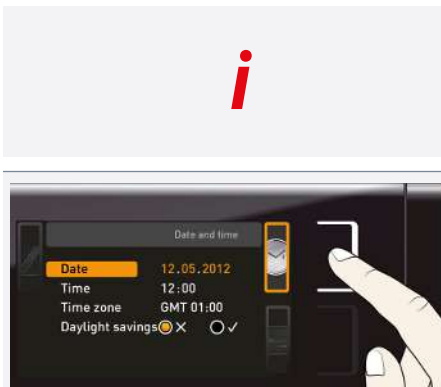 i
Date and time
Date 12.05.2012
Time 12:00
Time zone GMT 01:00
Daylight savings